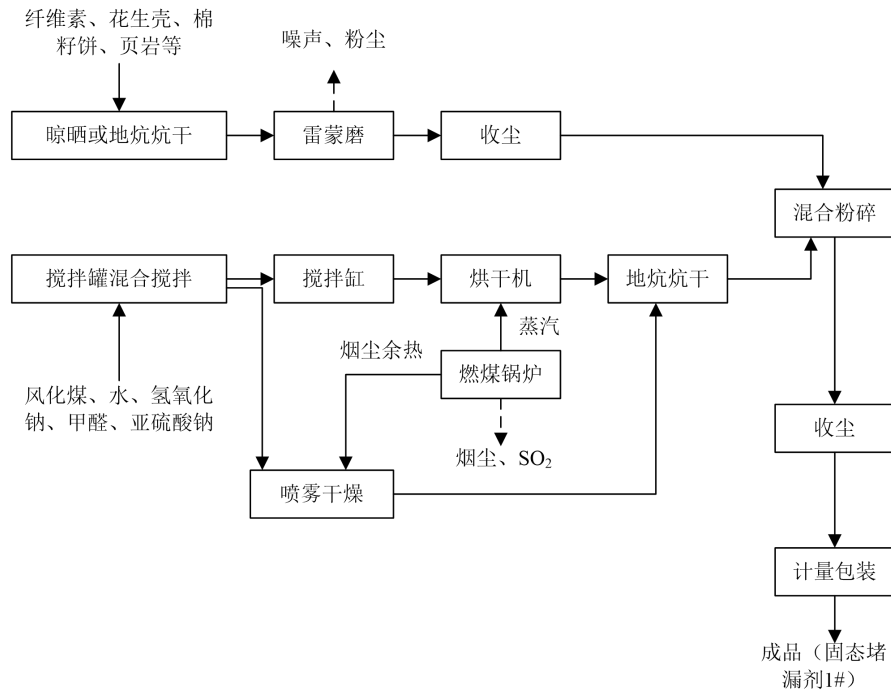 纤维素、花生壳、棉
籽饼、页岩等
噪声、粉尘
晾晒或地炕炕干
雷蒙磨
收尘
混合粉碎
搅拌罐混合搅拌
搅拌缸
烘干机
地炕炕干
蒸汽
烟尘余热
燃煤锅炉
风化煤、水、氢氧化
钠、甲醛、亚硫酸钠
收尘
烟尘、SO₂
喷雾干燥
计量包装
成品（固态堵
漏剂1#）